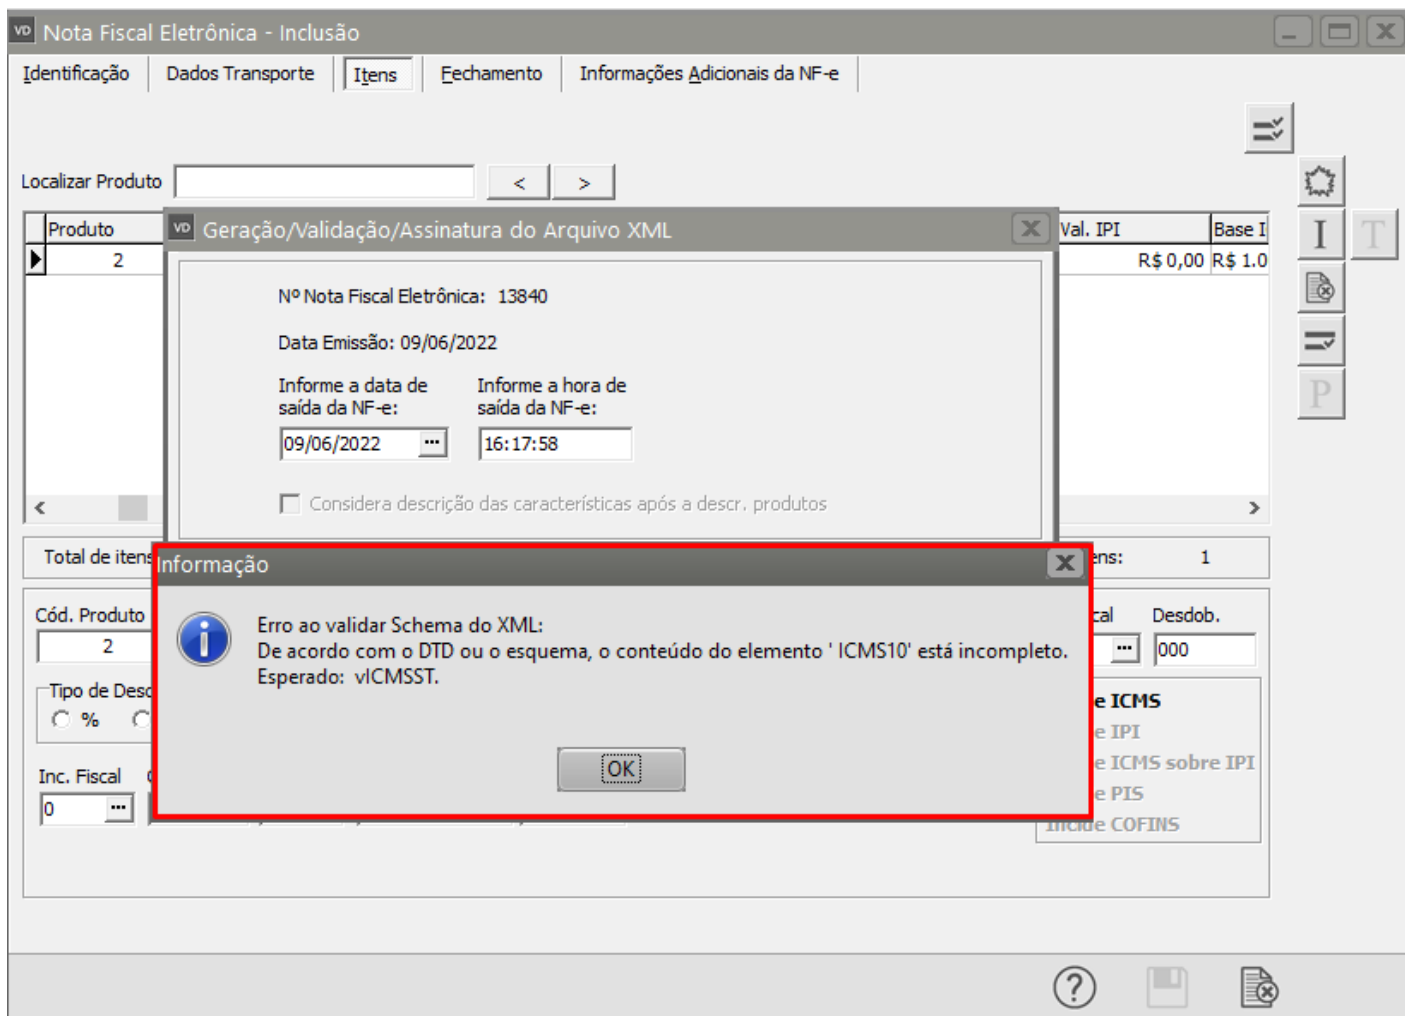 VD Nota Fiscal Eletrônica - Inclusão
Identificação Dados Transporte Itens Fechamento Informações Adicionais da NF-e
Localizar Produto < >
Produto
VD Geração/Validação/Assinatura do Arquivo XML
Val. IPI Base I
2
R$ 0,00 R$ 1.0
I T
Nº Nota Fiscal Eletrônica: 13840
Data Emissão: 09/06/2022
Informe a data de
saída da NF-e:
Informe a hora de
saída da NF-e:
09/06/2022 ...
16:17:58
P
Considera descrição das características após a descr. produtos
< >
Total de itens
ens: 1
Informação
Cód. Produto
cal Desdob.
2
... 000
Erro ao validar Schema do XML:
De acordo com o DTD ou o esquema, o conteúdo do elemento ' ICMS10' está incompleto.
Esperado: vICMSST.
OK
Tipo de Desc
%
e ICMS
e IPI
e ICMS sobre IPI
e PIS
Incide COFINS
Inc. Fiscal
0 ...
?